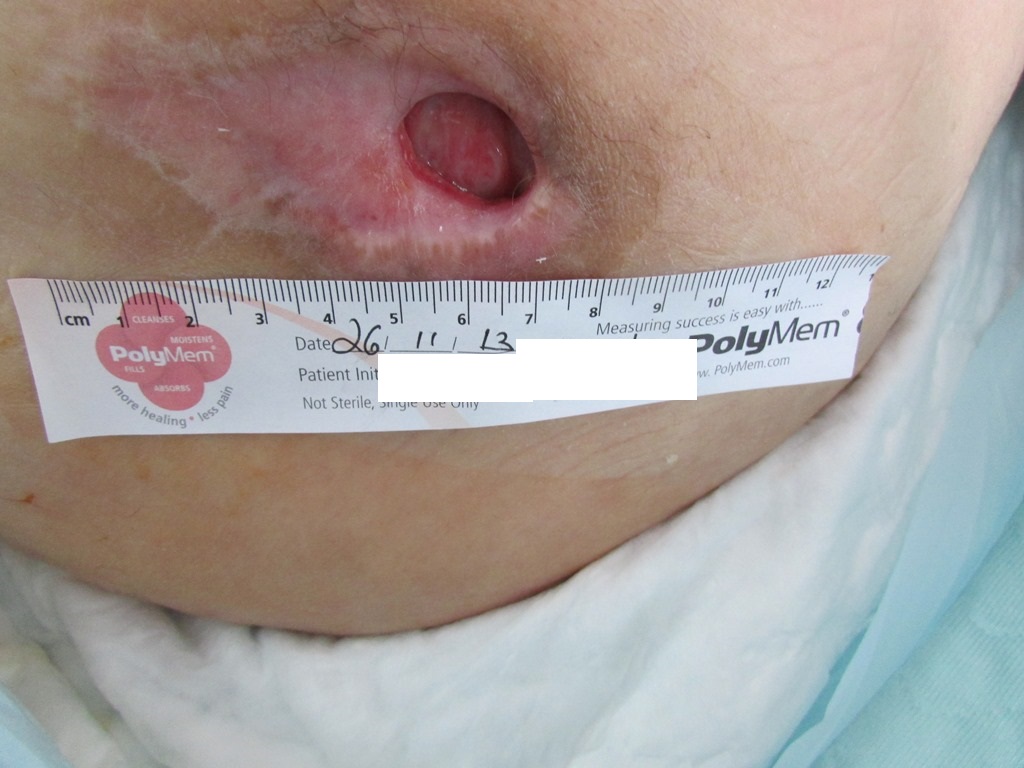 cm 1 2 3 4 5 6 7 8 9 10 11 12
CLEANSES
MOISTENS
PolyMem®
FILLS
ABSORBS
more healing • less pain
Date 26 / 11 / 13
Patient Init
Not Sterile, Single Use Only
Measuring success is easy with......
PolyMem®
w. PolyMem.com